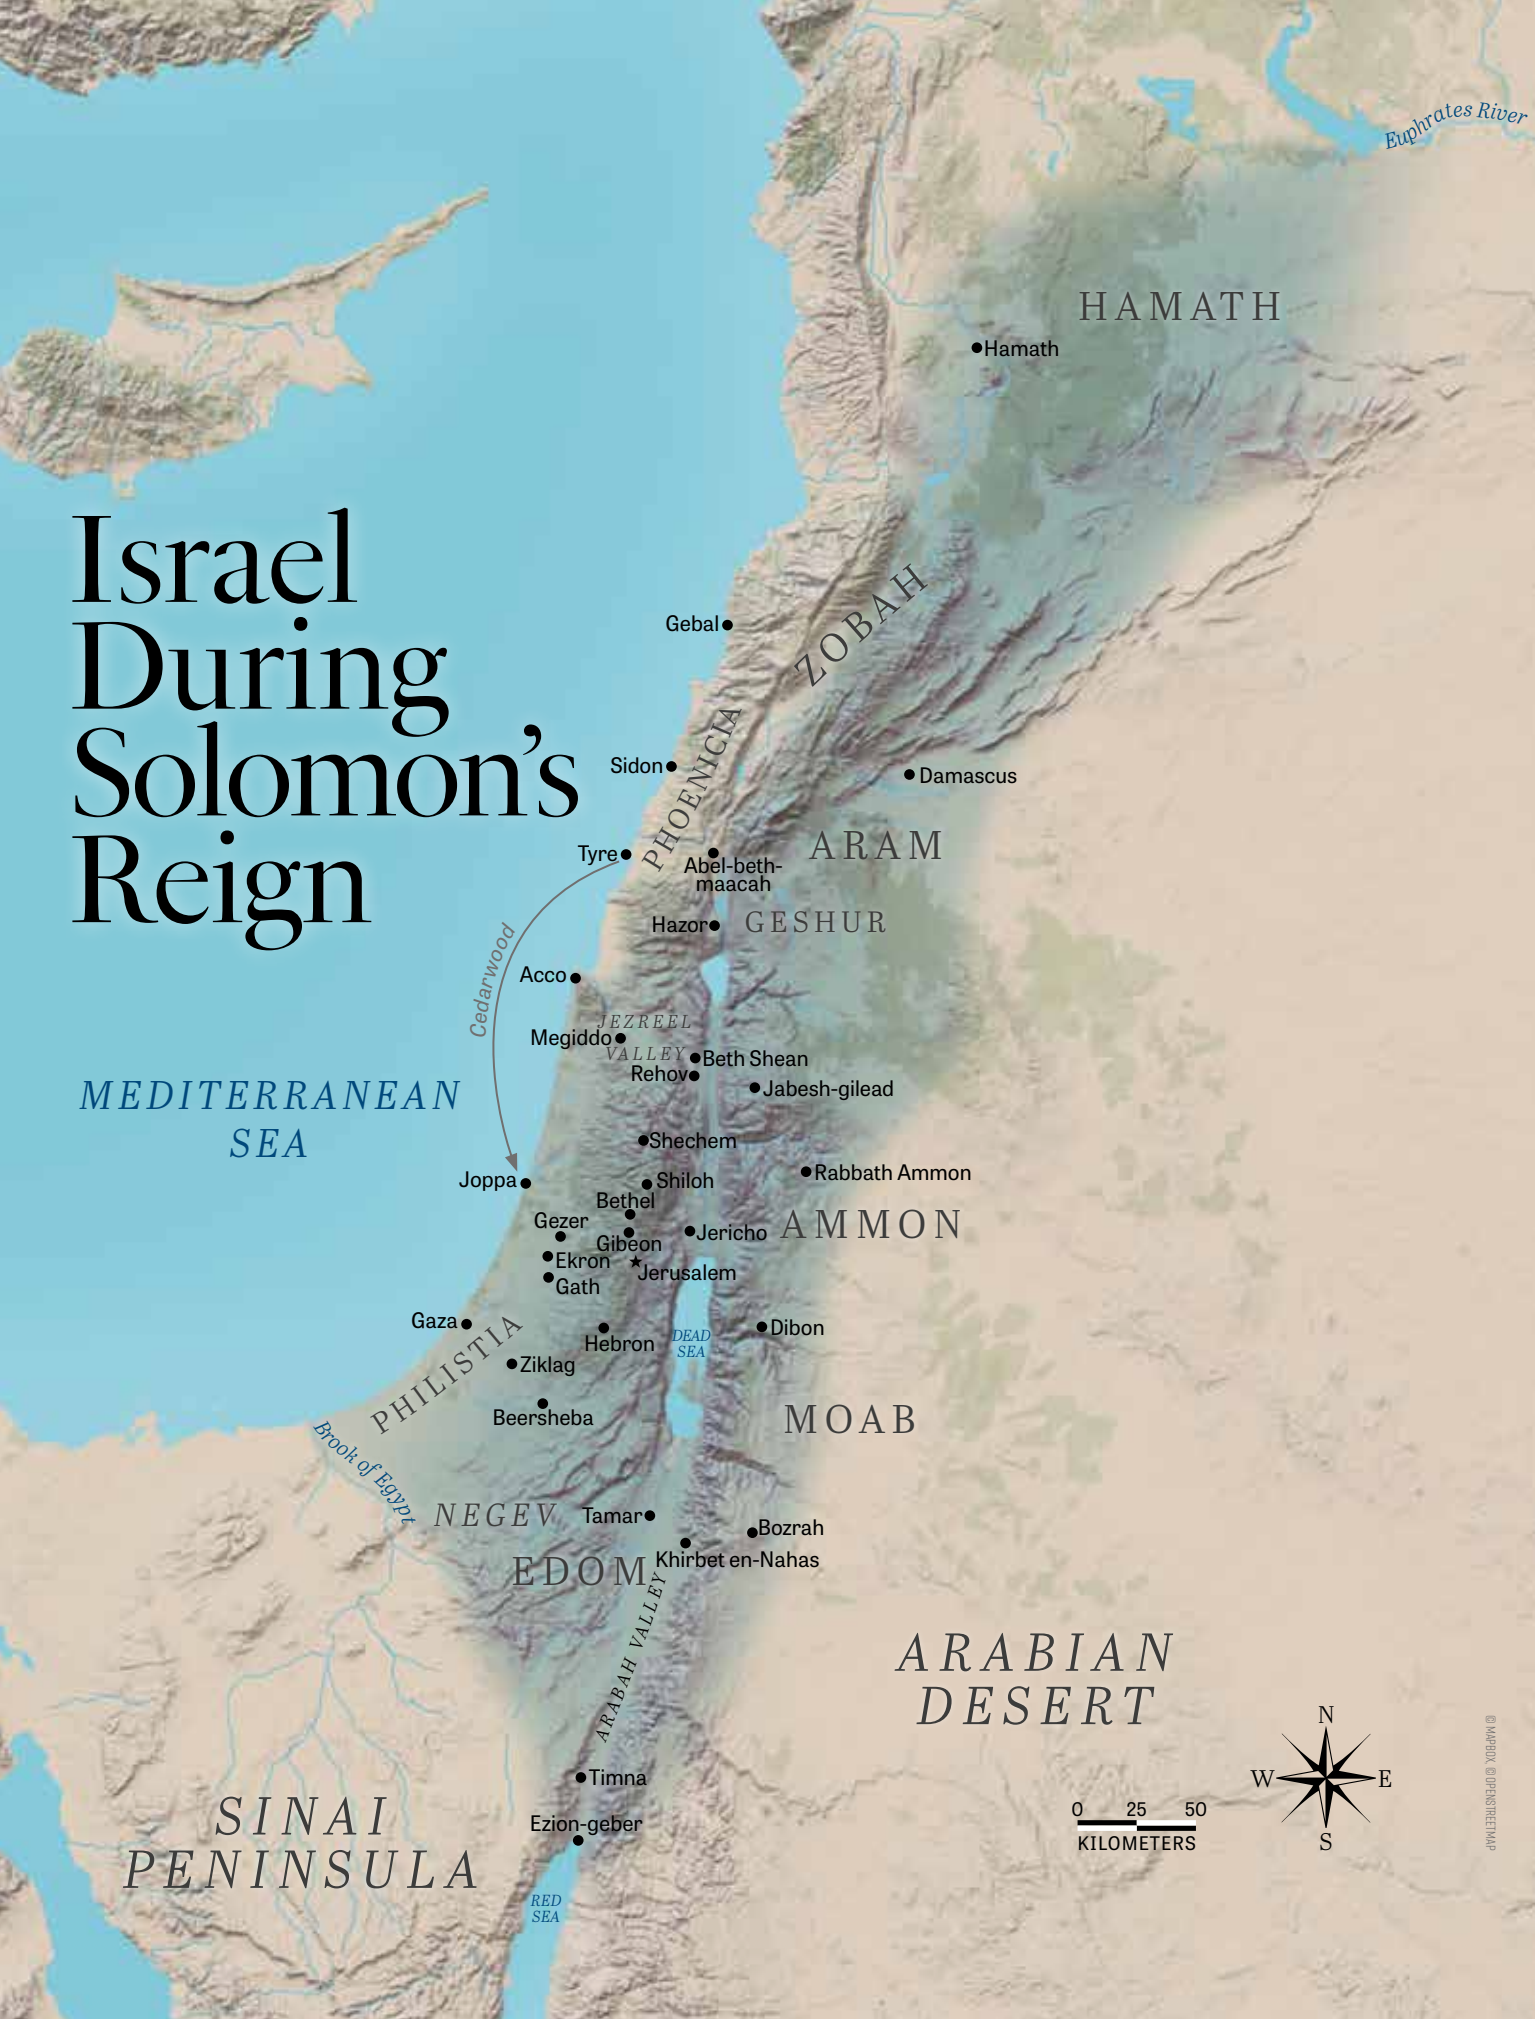 Euphrates River
HAMATH
Hamath
Israel
During
Solomon’s
Reign
Gebal
ZOBAH
PHOENICIA
Sidon
Damascus
Tyre
ARAM
Abel-beth-
maacah
Hazor
GESHUR
Cedarwood
Acco
JEZREEL
VALLEY
Megiddo
Beth Shean
Rehov
Jabesh-gilead
MEDITERRANEAN
SEA
Shechem
Rabbath Ammon
Joppa
Shiloh
Bethel
Gezer
Gibeon
Jericho
AMMON
Ekron
Jerusalem
Gath
Gaza
PHILISTIA
Hebron
DEAD
SEA
Dibon
Ziklag
Beersheba
MOAB
Brook of Egypt
NEGEV
Tamar
Bozrah
EDOM
Khirbet en-Nahas
ARABAH VALLEY
ARABIAN
DESERT
N
W
E
S
Timna
0 25 50
KILOMETERS
Ezion-geber
SINAI
PENINSULA
RED
SEA
© MAPBOX, © OPENSTREETMAP